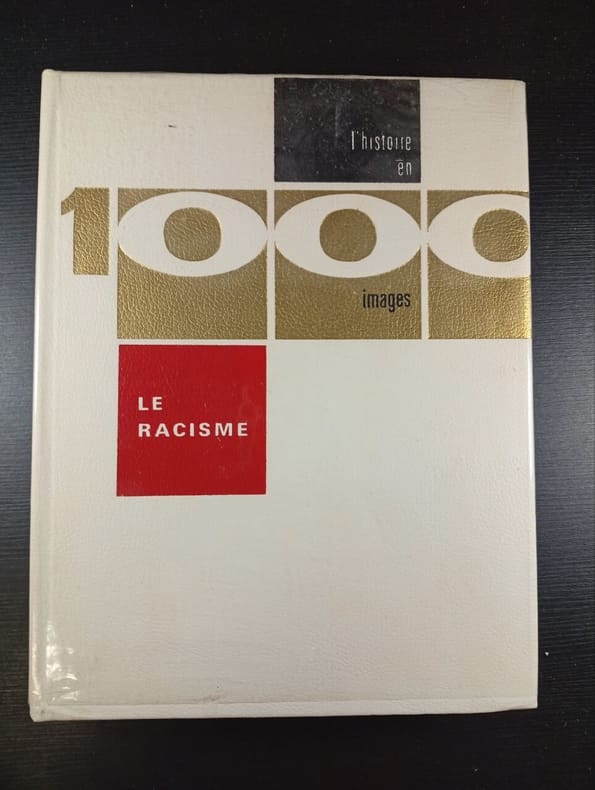 l'histoire
en
1000
images
LE
RACISME